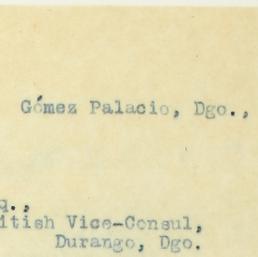 Gómez Palacio, Dgo.,
q.,
itish Vice-Consul,
Durango, Dgo.